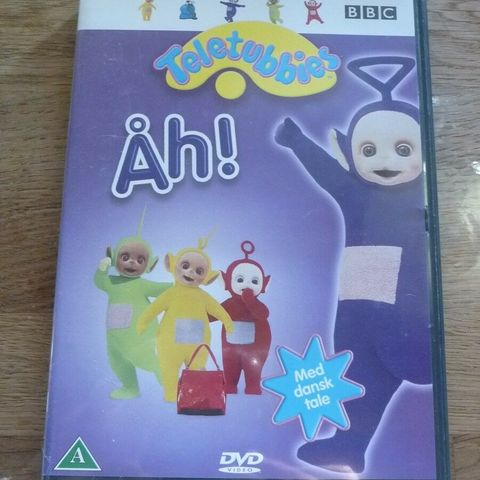 BBC
Teletubbies
Åh!
Med
dansk
tale
A
DVD
VIDEO